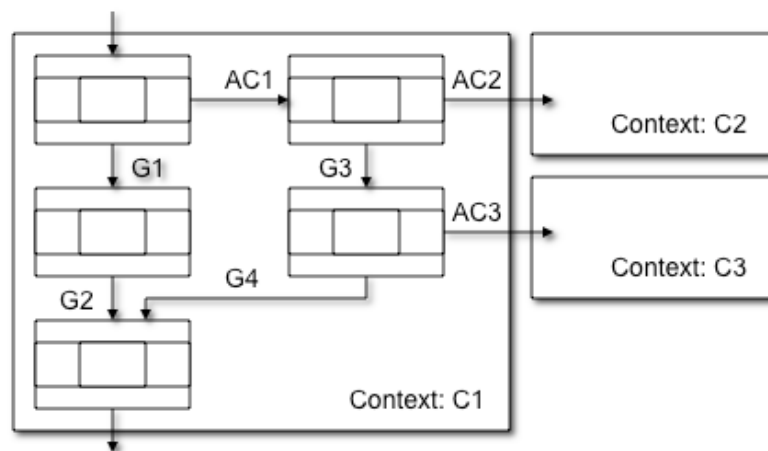 AC1
AC2
Context: C2
G1
G3
AC3
Context: C3
G2
G4
Context: C1